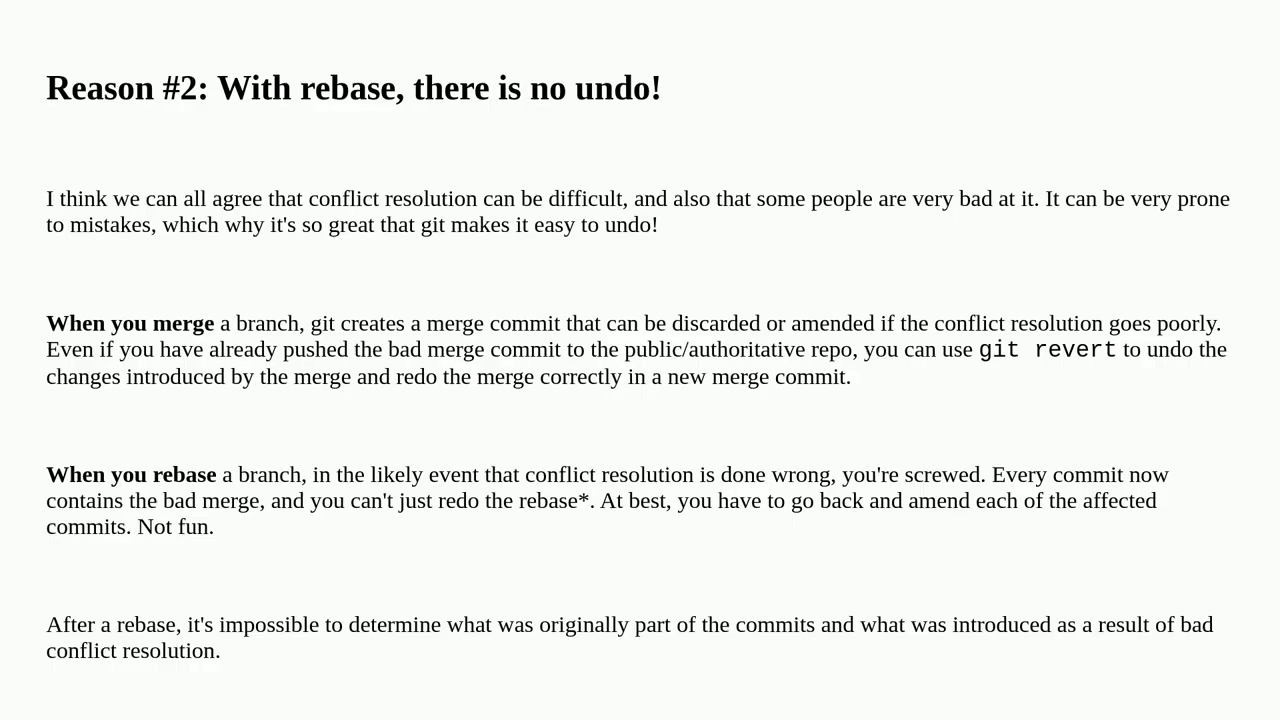 Reason #2: With rebase, there is no undo!
I think we can all agree that conflict resolution can be difficult, and also that some people are very bad at it. It can be very prone
to mistakes, which why it's so great that git makes it easy to undo!
When you merge a branch, git creates a merge commit that can be discarded or amended if the conflict resolution goes poorly.
Even if you have already pushed the bad merge commit to the public/authoritative repo, you can use git revert to undo the
changes introduced by the merge and redo the merge correctly in a new merge commit.
When you rebase a branch, in the likely event that conflict resolution is done wrong, you're screwed. Every commit now
contains the bad merge, and you can't just redo the rebase*. At best, you have to go back and amend each of the affected
commits. Not fun.
After a rebase, it's impossible to determine what was originally part of the commits and what was introduced as a result of bad
conflict resolution.